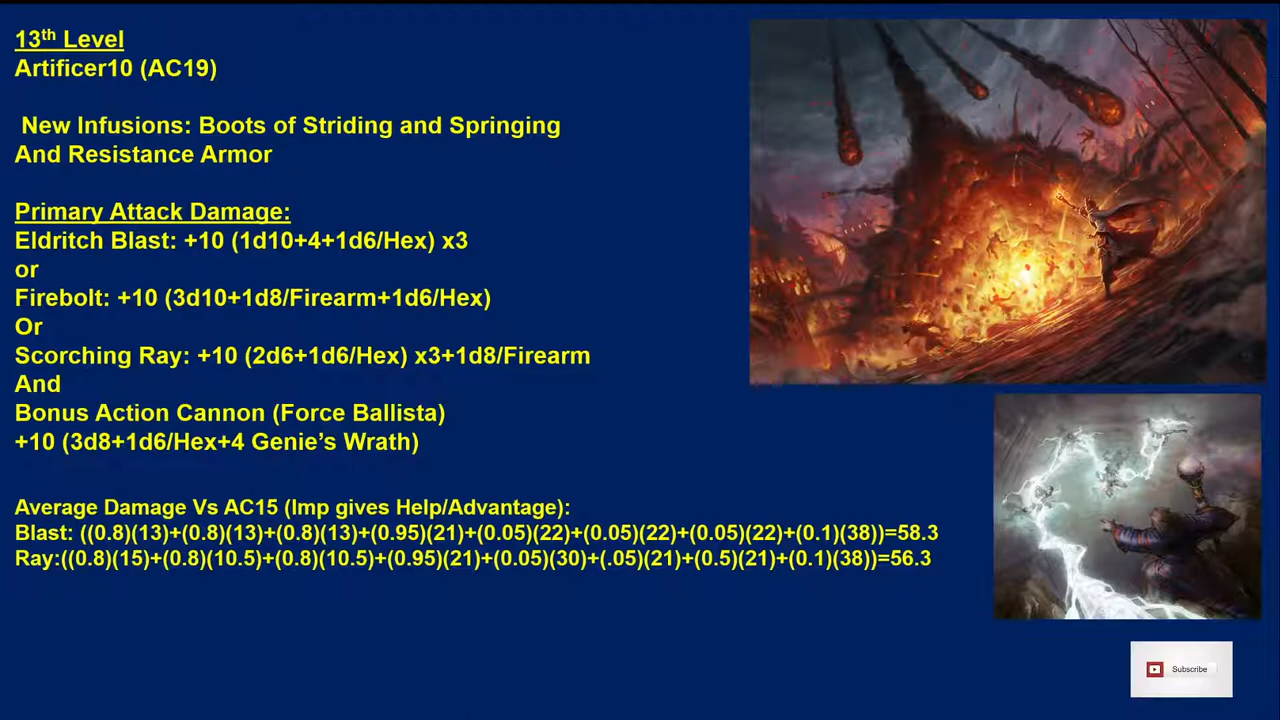 13th Level
Artificer10 (AC19)
New Infusions: Boots of Striding and Springing
And Resistance Armor
Primary Attack Damage:
Eldritch Blast: +10 (1d10+4+1d6/Hex) x3
or
Firebolt: +10 (3d10+1d8/Firearm+1d6/Hex)
Or
Scorching Ray: +10 (2d6+1d6/Hex) x3+1d8/Firearm
And
Bonus Action Cannon (Force Ballista)
+10 (3d8+1d6/Hex+4 Genie's Wrath)
Average Damage Vs AC15 (Imp gives Help/Advantage):
Blast: ((0.8)(13)+(0.8)(13)+(0.8)(13)+(0.95)(21)+(0.05)(22)+(0.05)(22)+(0.05)(22)+(0.1)(38))=58.3
Ray:((0.8)(15)+(0.8)(10.5)+(0.8)(10.5)+(0.95)(21)+(0.05)(30)+(.05)(21)+(0.5)(21)+(0.1)(38))=56.3
Subscribe